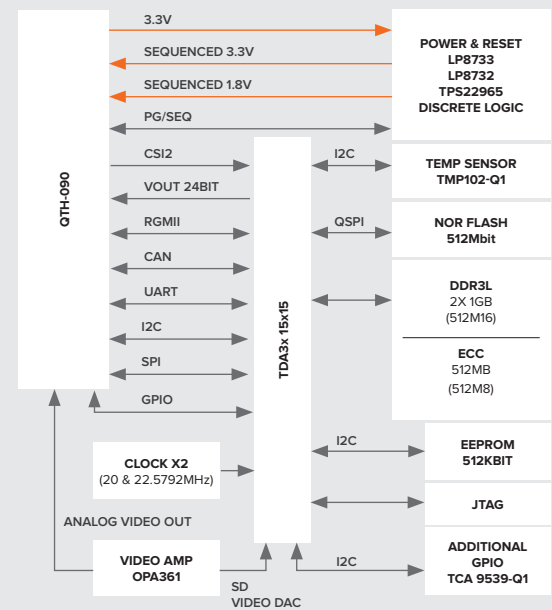 3.3V
SEQUENCED 3.3V
SEQUENCED 1.8V
PG/SEQ
POWER & RESET
LP8733
LP8732
TPS22965
DISCRETE LOGIC
QTH-090
CSI2
VOUT 24BIT
RGMII
CAN
UART
I2C
SPI
GPIO
TDA3x 15x15
I2C
TEMP SENSOR
TMP102-Q1
QSPI
NOR FLASH
512Mbit
DDR3L
2X 1GB
(512M16)
ECC
512MB
(512M8)
I2C
EEPROM
512KBIT
JTAG
CLOCK X2
(20 & 22.5792MHz)
ANALOG VIDEO OUT
VIDEO AMP
OPA361
SD
VIDEO DAC
I2C
ADDITIONAL
GPIO
TCA 9539-Q1